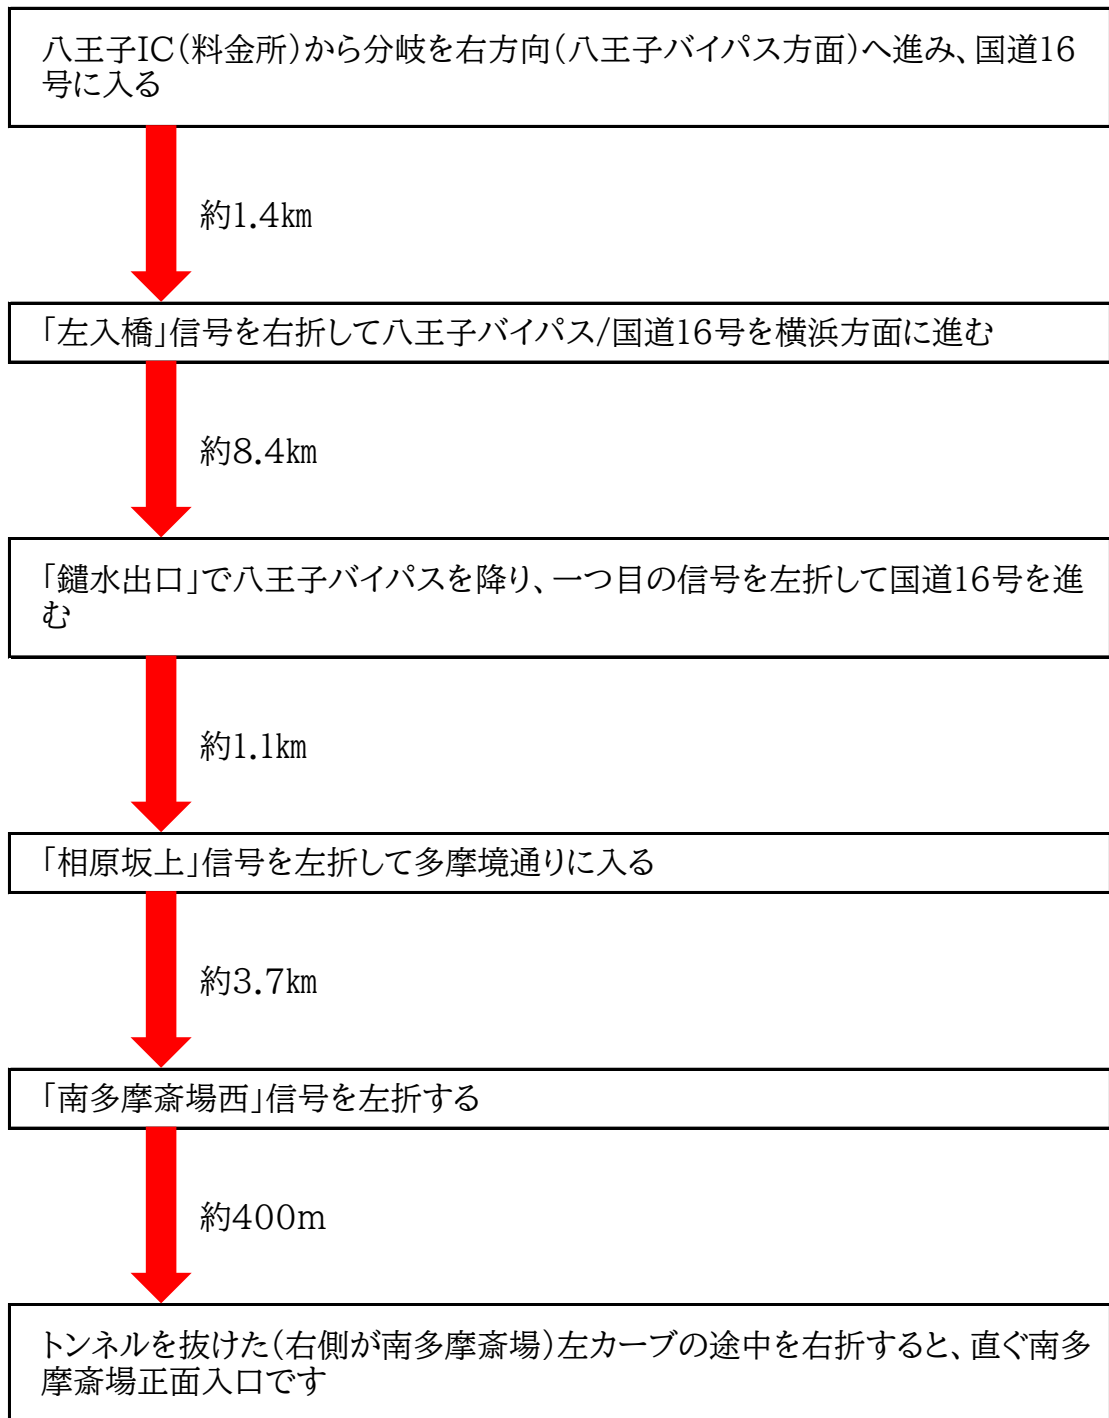 八王子IC(料金所)から分岐を右方向(八王子バイパス方面)へ進み、国道16
号に入る
約1.4㎞
「左入橋」信号を右折して八王子バイパス/国道16号を横浜方面に進む
約8.4㎞
「鑓水出口」で八王子バイパスを降り、一つ目の信号を左折して国道16号を進
む
約1.1㎞
「相原坂上」信号を左折して多摩境通りに入る
約3.7㎞
「南多摩斎場西」信号を左折する
約400m
トンネルを抜けた(右側が南多摩斎場)左カーブの途中を右折すると、直ぐ南多
摩斎場正面入口です